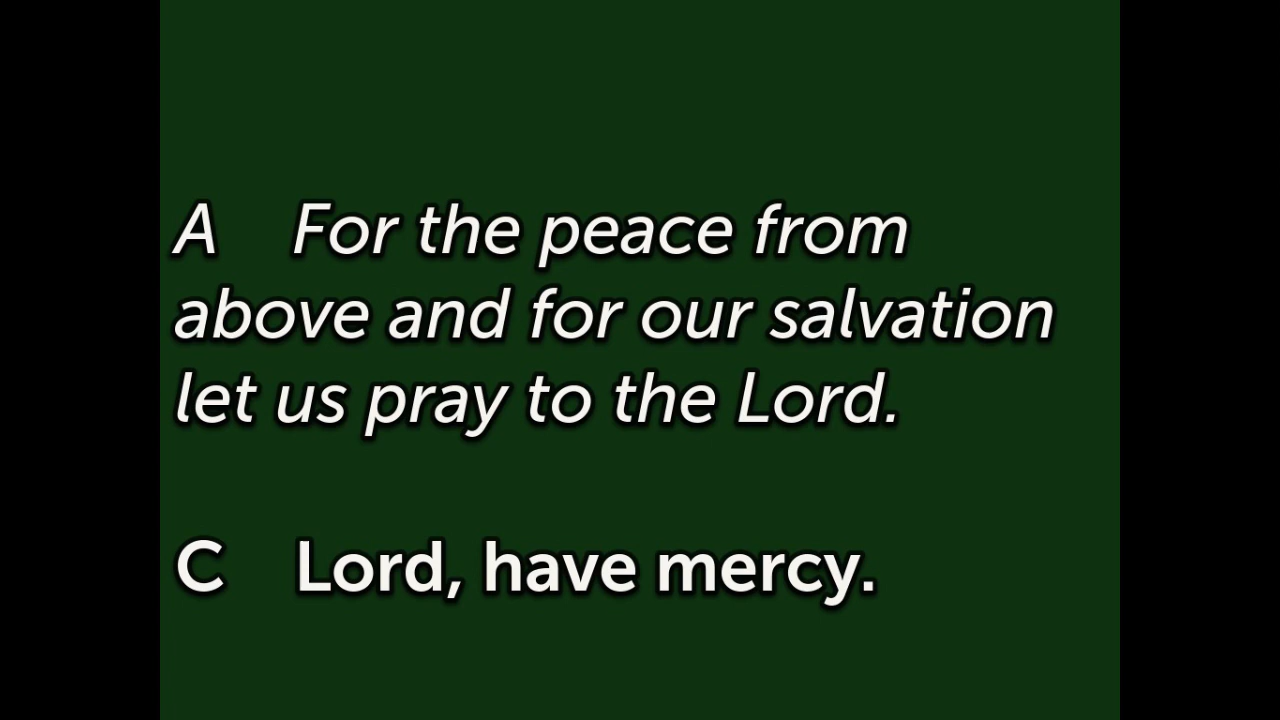 A For the peace from
above and for our salvation
let us pray to the Lord.
C Lord, have mercy.